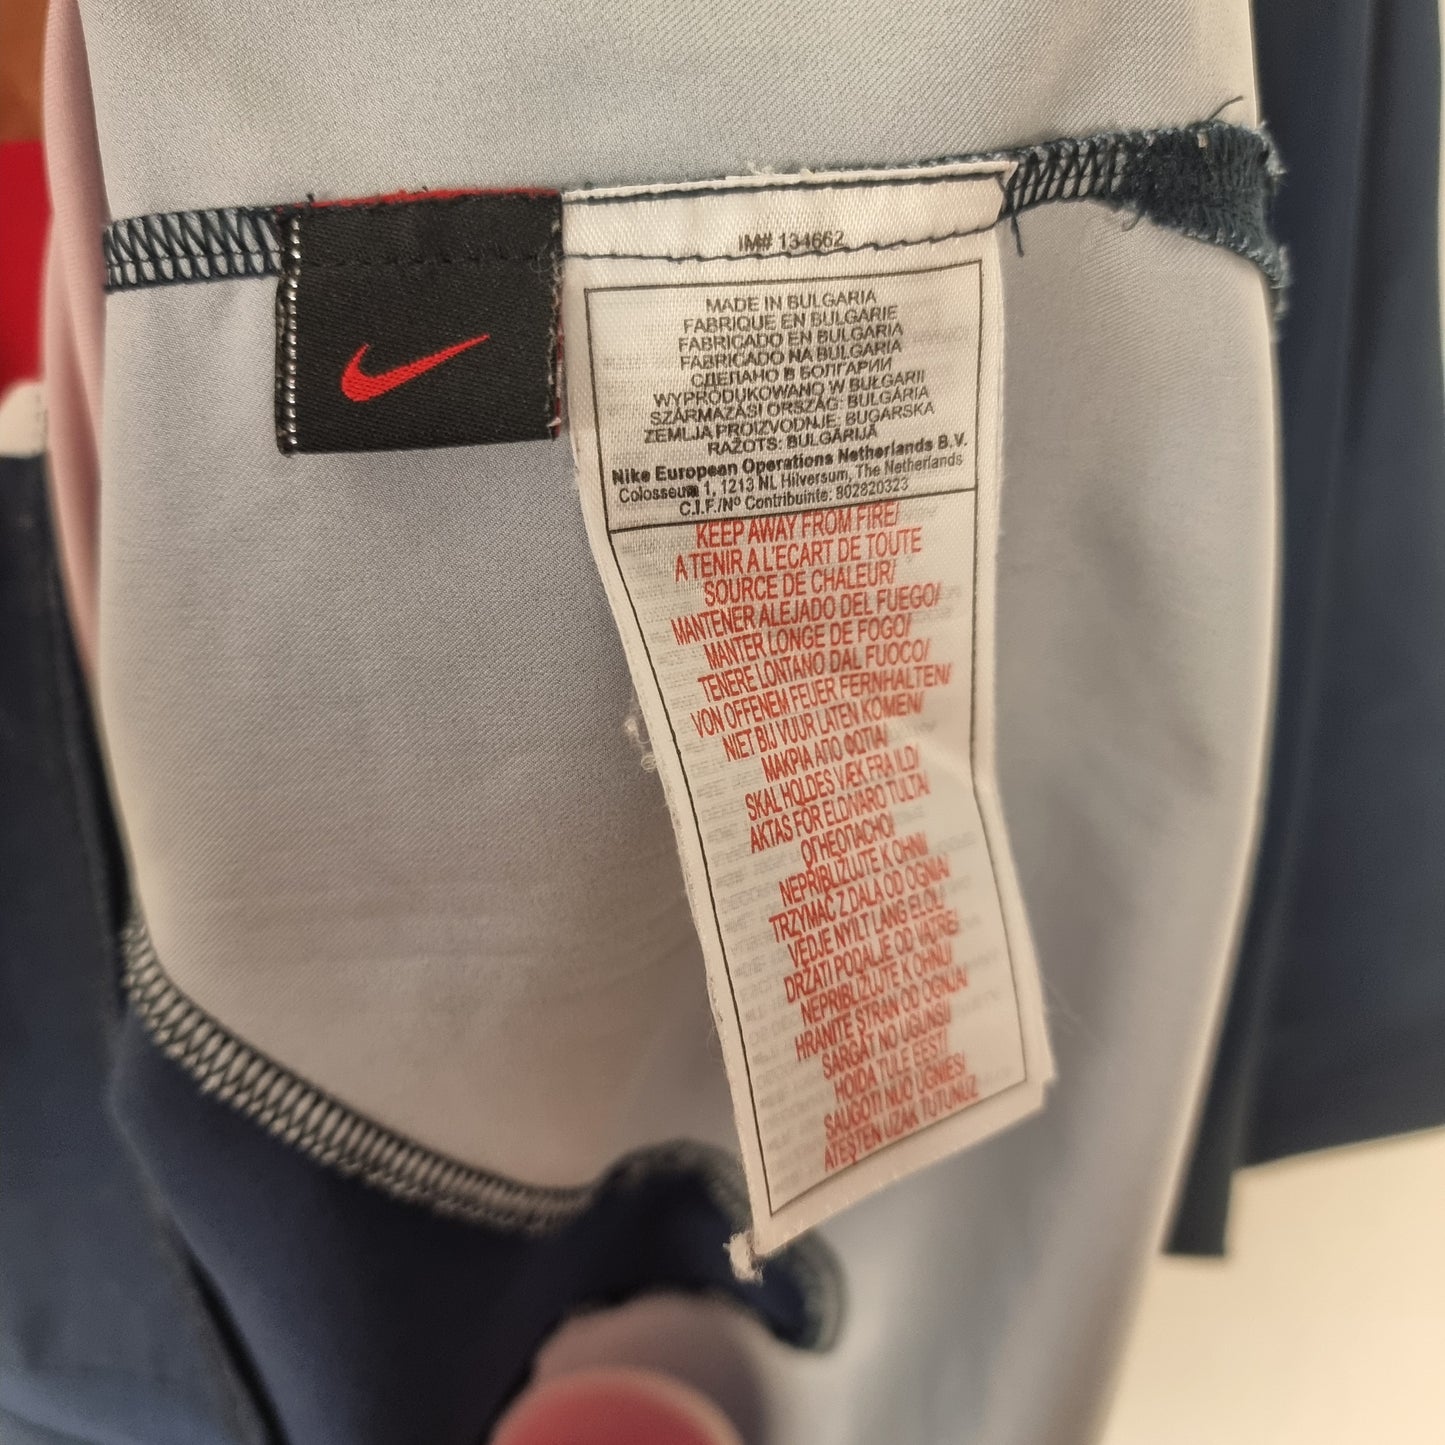 IM# 134662
MADE IN BULGARIA
FABRIQUE EN BULGARIE
FABRICADO EN BULGARIA
FABRICADO NA BULGARIA
СДЕЛАНО В БОЛГАРИИ
WYPRODUKOWANO W BUŁGARII
SZÁRMAZÁSI ORSZÁG: BULGÁRIA
ZEMLJA PROIZVODNJE: BUGARSKA
RAŽOTS: BULGĀRIJĀ
Nike European Operations Netherlands B.V.
Colosseum 1, 1213 NL Hilversum, The Netherlands
C.I.F./Nº Contribuinte: 802820323
KEEP AWAY FROM FIRE/
A TENIR A L'ECART DE TOUTE
SOURCE DE CHALEUR/
MANTENER ALEJADO DEL FUEGO/
MANTER LONGE DE FOGO/
TENERE LONTANO DAL FUOCO/
VON OFFENEM FEUER FERNHALTEN/
NIET BIJ VUUR LATEN KOMEN/
ΜΑΚΡΙΑ ΑΠΟ ΦΩΤΙΑ/
SKAL HOLDES VÆK FRA ILD/
AKTAS FÖR ELDNÄRO TULTA/
ОГНЕОПАСНО/
NEPRIBLIŽUJTE K OHNI/
TRZYMAĆ Z DALA OD OGNIA/
VÉDJE NYÍLT LÁNG ELŐL/
DRŽATI PODALJE OD VATRE/
NEPRIBLIŽUJTE K OHŇU/
HRANITE STRAN OD OGNJA/
SARGĀT NO UGUNSU
HOIDA TULE EEST/
SAUGOTI NUO UGNIES/
ATEŞTEN UZAK TUTUNUZ